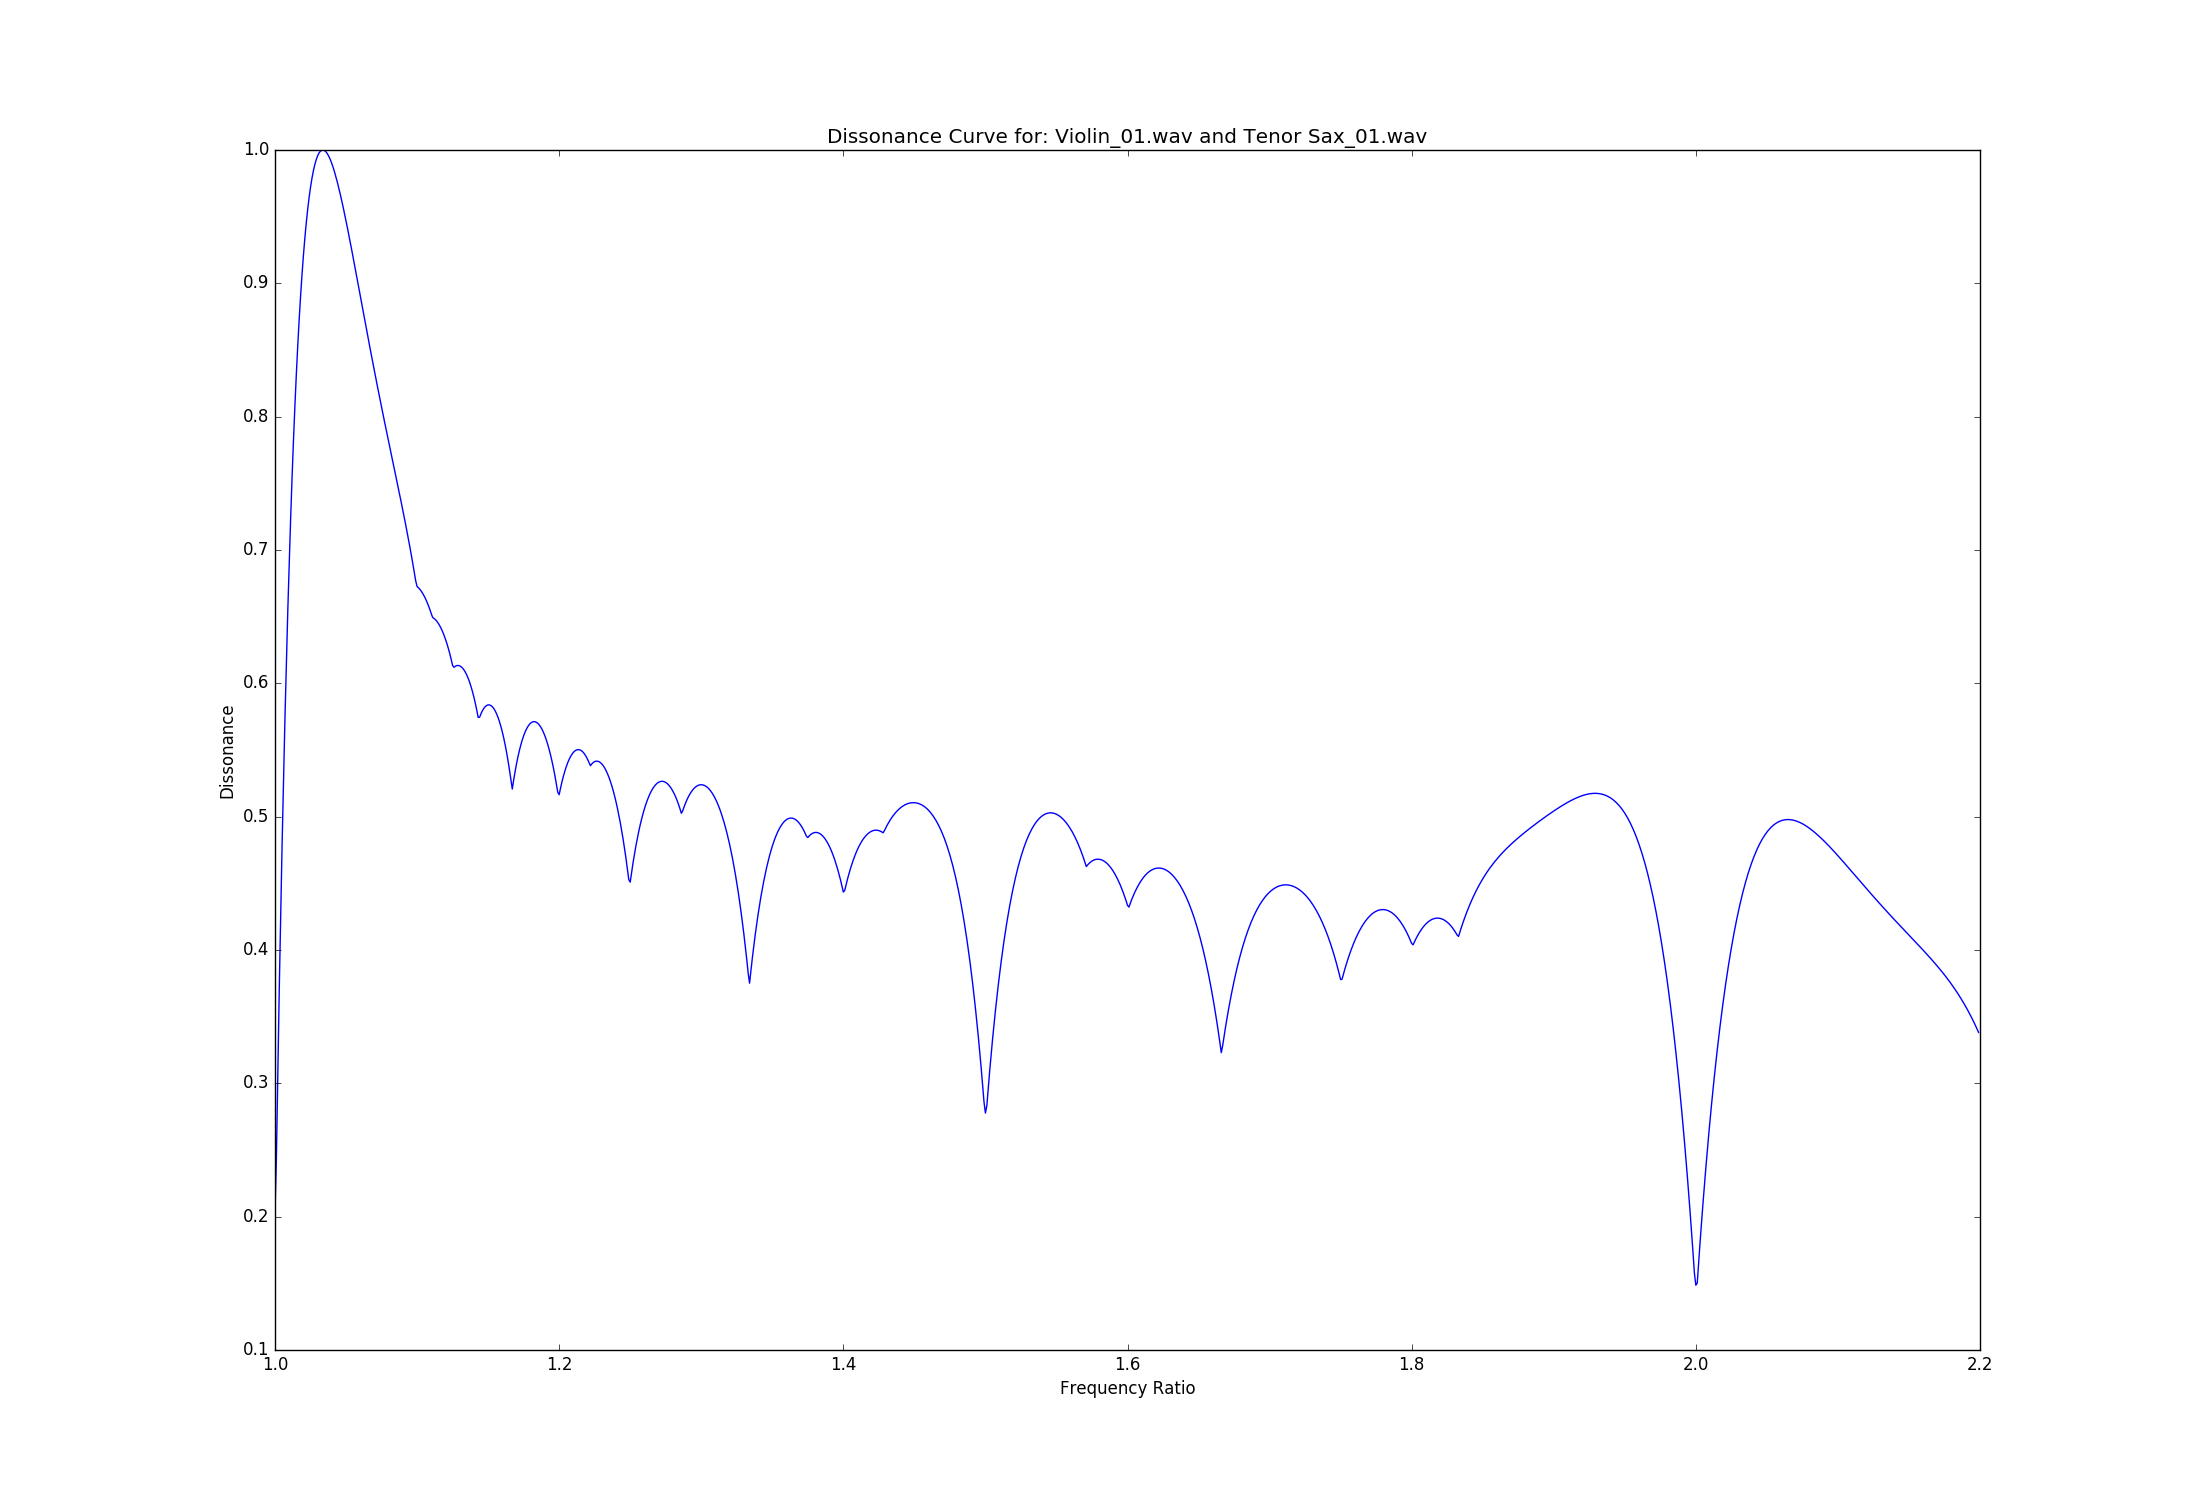 Dissonance Curve for: Violin_01.wav and Tenor Sax_01.wav
1.0
0.9
0.8
0.7
0.6
0.5
0.4
0.3
0.2
0.1
Dissonance
1.0 1.2 1.4 1.6 1.8 2.0 2.2
Frequency Ratio